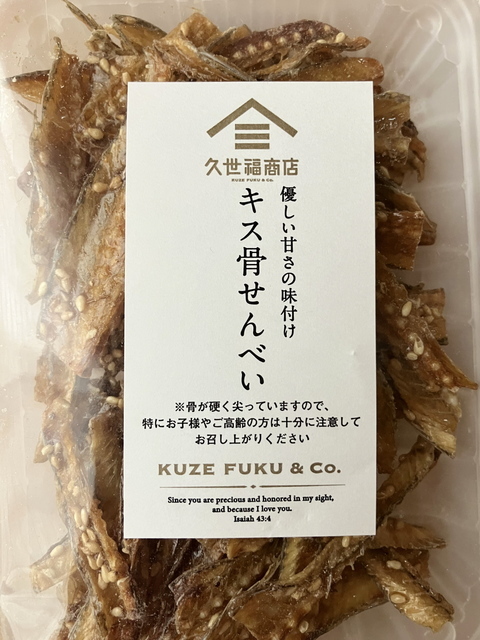 久世福商店
KUZE FUKU & CO.
優しい甘さの味付け
キス骨せんべい
※骨が硬く尖っていますので、
特にお子様やご高齢の方は十分に注意して
お召し上がりください
KUZE FUKU & CO.
Since you are precious and honored in my sight,
and because I love you.
Isaiah 43:4